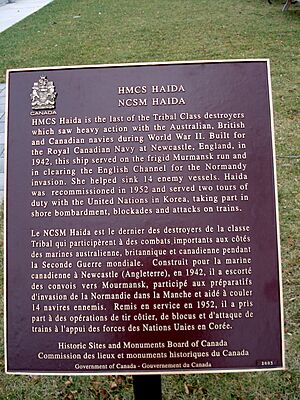 CANADA
HMCS HAIDA
NCSM HAIDA
HMCS Haida is the last of the Tribal Class destroyers
which saw heavy action with the Australian, British
and Canadian navies during World War II. Built for
the Royal Canadian Navy at Newcastle, England, in
1942, this ship served on the frigid Murmansk run and
in clearing the English Channel for the Normandy
invasion. She helped sink 14 enemy vessels. Haida
was recommissioned in 1952 and served two tours of
duty with the United Nations in Korea, taking part in
shore bombardment, blockades and attacks on trains.
Le NCSM Haida est le dernier des destroyers de la classe
Tribal qui participèrent à des combats importants aux côtés
des marines australienne, britannique et canadienne pendant
la Seconde Guerre mondiale. Construit pour la marine
canadienne à Newcastle (Angleterre), en 1942, il a escorté
des convois vers Mourmansk, participé aux préparatifs
d'invasion de la Normandie dans la Manche et aidé à couler
14 navires ennemis. Remis en service en 1952, il a pris
part à des opérations de tir côtier, de blocus et d'attaque de
trains à l'appui des forces des Nations Unies en Corée.
Historic Sites and Monuments Board of Canada
Commission des lieux et monuments historiques du Canada
Government of Canada - Gouvernement du Canada